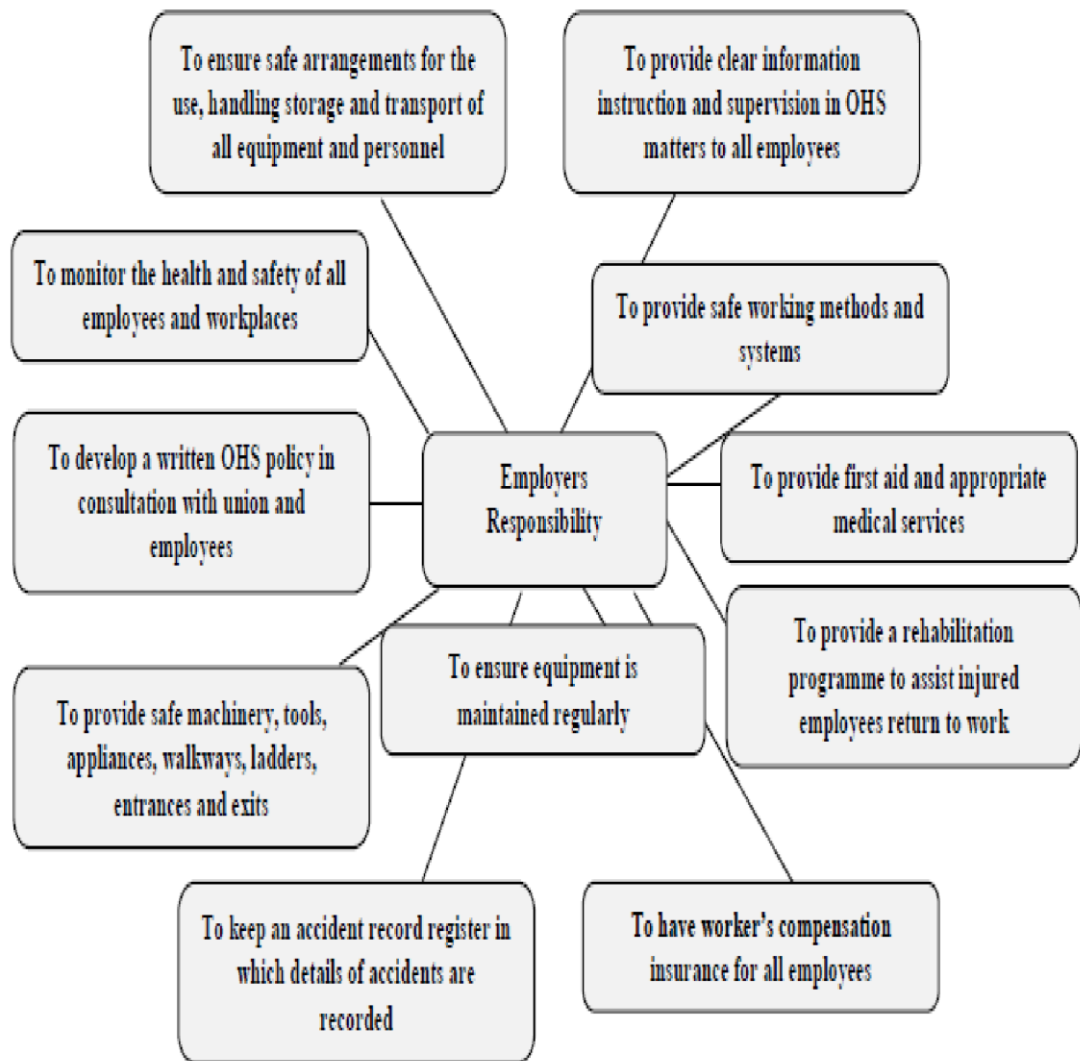 To ensure safe arrangements for the
use, handling storage and transport of
all equipment and personnel
To provide clear information
instruction and supervision in OHS
matters to all employees
To monitor the health and safety of all
employees and workplaces
To provide safe working methods and
systems
To develop a written OHS policy in
consultation with union and
employees
Employers
Responsibility
To provide first aid and appropriate
medical services
To provide a rehabilitation
programme to assist injured
employees return to work
To ensure equipment is
maintained regularly
To provide safe machinery, tools,
appliances, walkways, ladders,
entrances and exits
To keep an accident record register in
which details of accidents are
recorded
To have worker's compensation
insurance for all employees